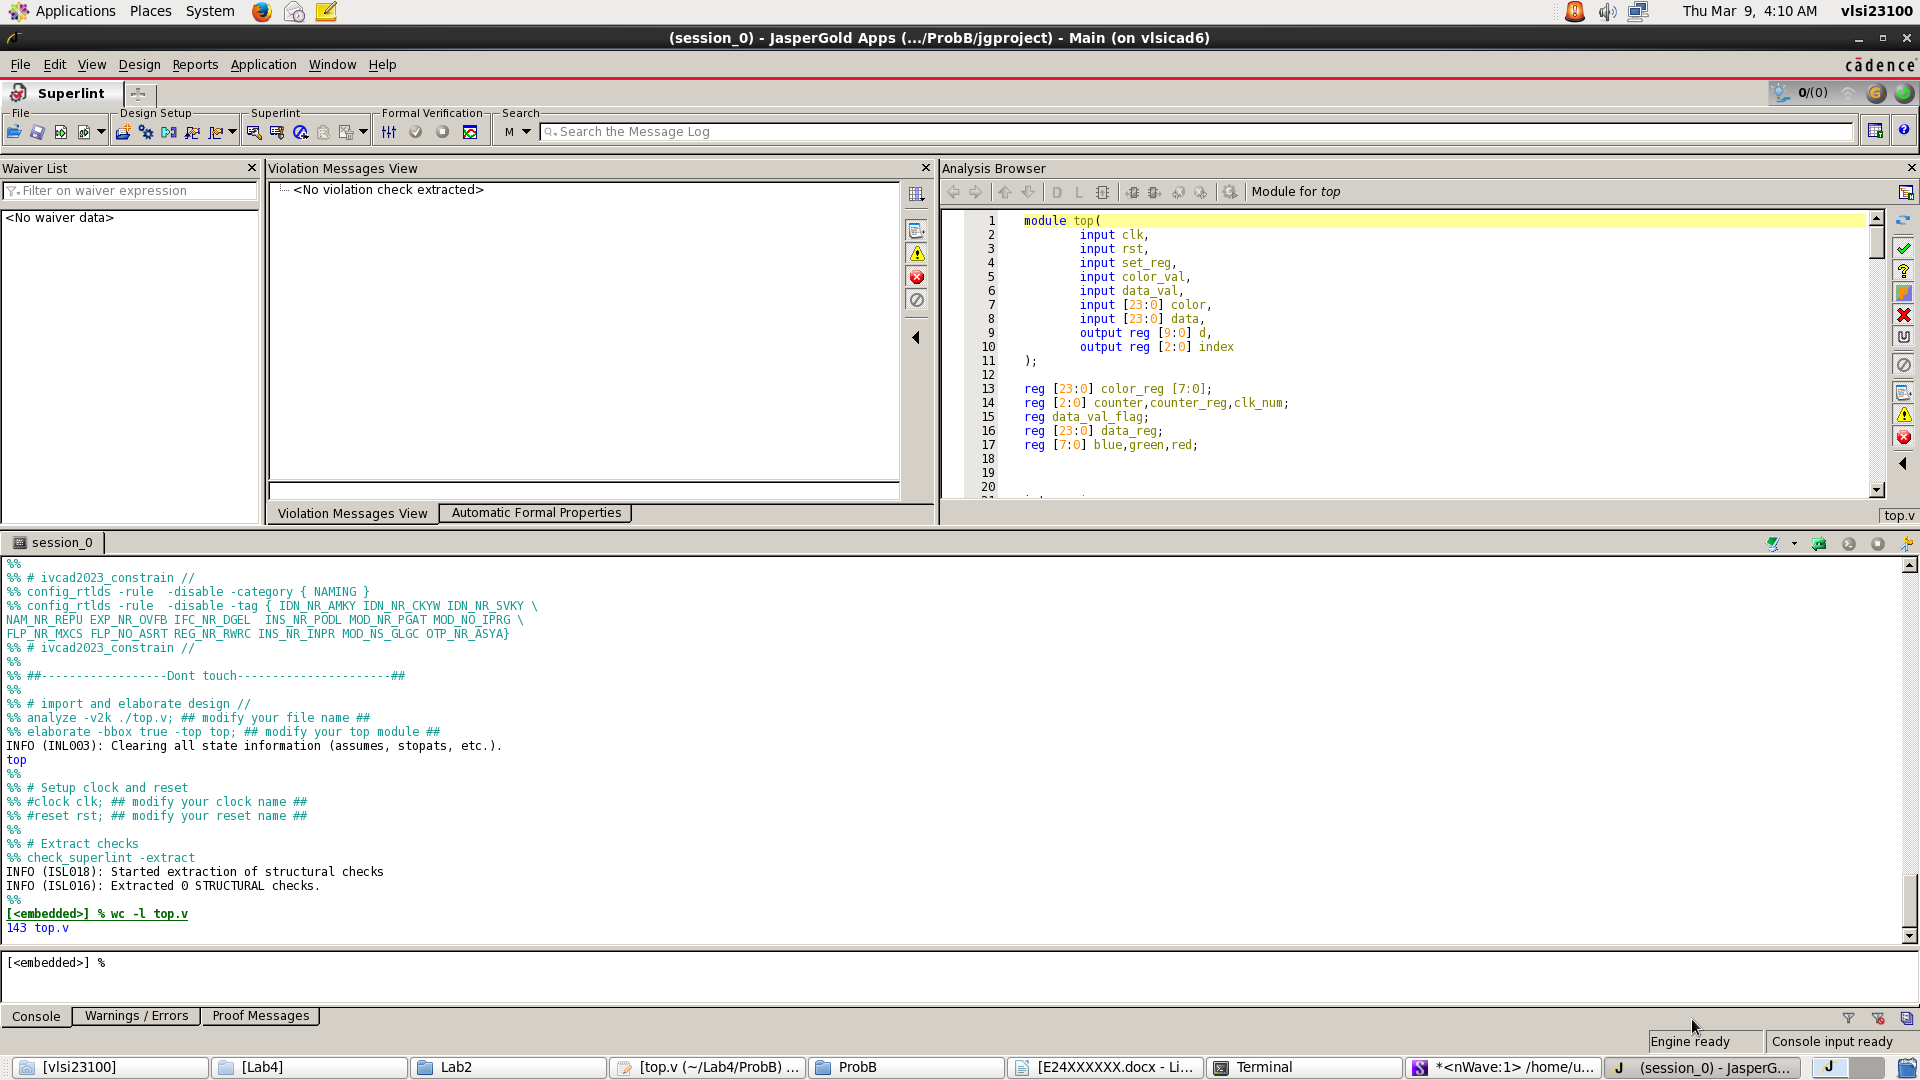 Applications Places System Thu Mar 9, 4:10 AM vlsi23100
(session_0) - JasperGold Apps (.../ProbB/jgproject) - Main (on vlsicad6)
File Edit View Design Reports Application Window Help cādence
Superlint 0/(0)
File Design Setup Superlint Formal Verification Search
M Search the Message Log
Waiver List
Filter on waiver expression
<No waiver data>
Violation Messages View
<No violation check extracted>
Violation Messages View Automatic Formal Properties
Analysis Browser
D L Module for top
1 module top(
2 input clk,
3 input rst,
4 input set_reg,
5 input color_val,
6 input data_val,
7 input [23:0] color,
8 input [23:0] data,
9 output reg [9:0] d,
10 output reg [2:0] index
11 );
12
13 reg [23:0] color_reg [7:0];
14 reg [2:0] counter,counter_reg,clk_num;
15 reg data_val_flag;
16 reg [23:0] data_reg;
17 reg [7:0] blue,green,red;
18
19
20
top.v
session_0
%%
%% # ivcad2023_constrain //
%% config_rtlds -rule  -disable -category { NAMING }
%% config_rtlds -rule  -disable -tag { IDN_NR_AMKY IDN_NR_CKYW IDN_NR_SVKY \
NAM_NR_REPU EXP_NR_OVFB IFC_NR_DGEL  INS_NR_PODL MOD_NR_PGAT MOD_NO_IPRG \
FLP_NR_MXCS FLP_NO_ASRT REG_NR_RWRC INS_NR_INPR MOD_NS_GLGC OTP_NR_ASYA}
%% # ivcad2023_constrain //
%%
%% ##------------------Dont touch----------------------##
%%
%% # import and elaborate design //
%% analyze -v2k ./top.v; ## modify your file name ##
%% elaborate -bbox true -top top; ## modify your top module ##
INFO (INL003): Clearing all state information (assumes, stopats, etc.).
top
%%
%% # Setup clock and reset
%% #clock clk; ## modify your clock name ##
%% #reset rst; ## modify your reset name ##
%%
%% # Extract checks
%% check_superlint -extract
INFO (ISL018): Started extraction of structural checks
INFO (ISL016): Extracted 0 STRUCTURAL checks.
%%
[<embedded>] % wc -l top.v
143 top.v
[<embedded>] %
Console Warnings / Errors Proof Messages
Engine ready Console input ready
[vlsi23100] [Lab4] Lab2 [top.v (~/Lab4/ProbB) ... ProbB [E24XXXXXX.docx - Li... Terminal *<nWave:1> /home/u... (session_0) - JasperG...